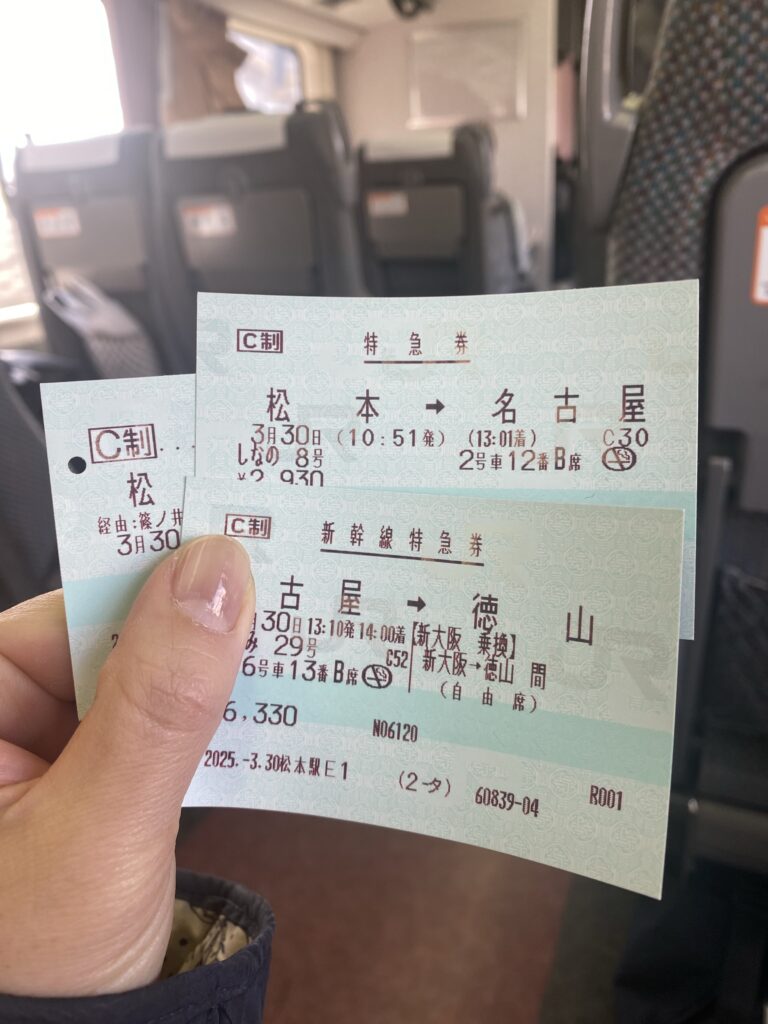 C制
特急券
松本 → 名古屋
3月30日 (10:51発) (13:01着) C30
しなの 8号 2号車 12番 B席
¥2,930
C制
松
経由:篠ノ井
3月30
C制
新幹線特急券
古屋 → 徳山
月30日 13:10発 14:00着 【新大阪 乗換】
み 29号 C52 新大阪→徳山 間
6号車 13番 B席 (自由席)
6,330 N06120
2025.-3.30松本駅E1 (2-タ) 60839-04 R001